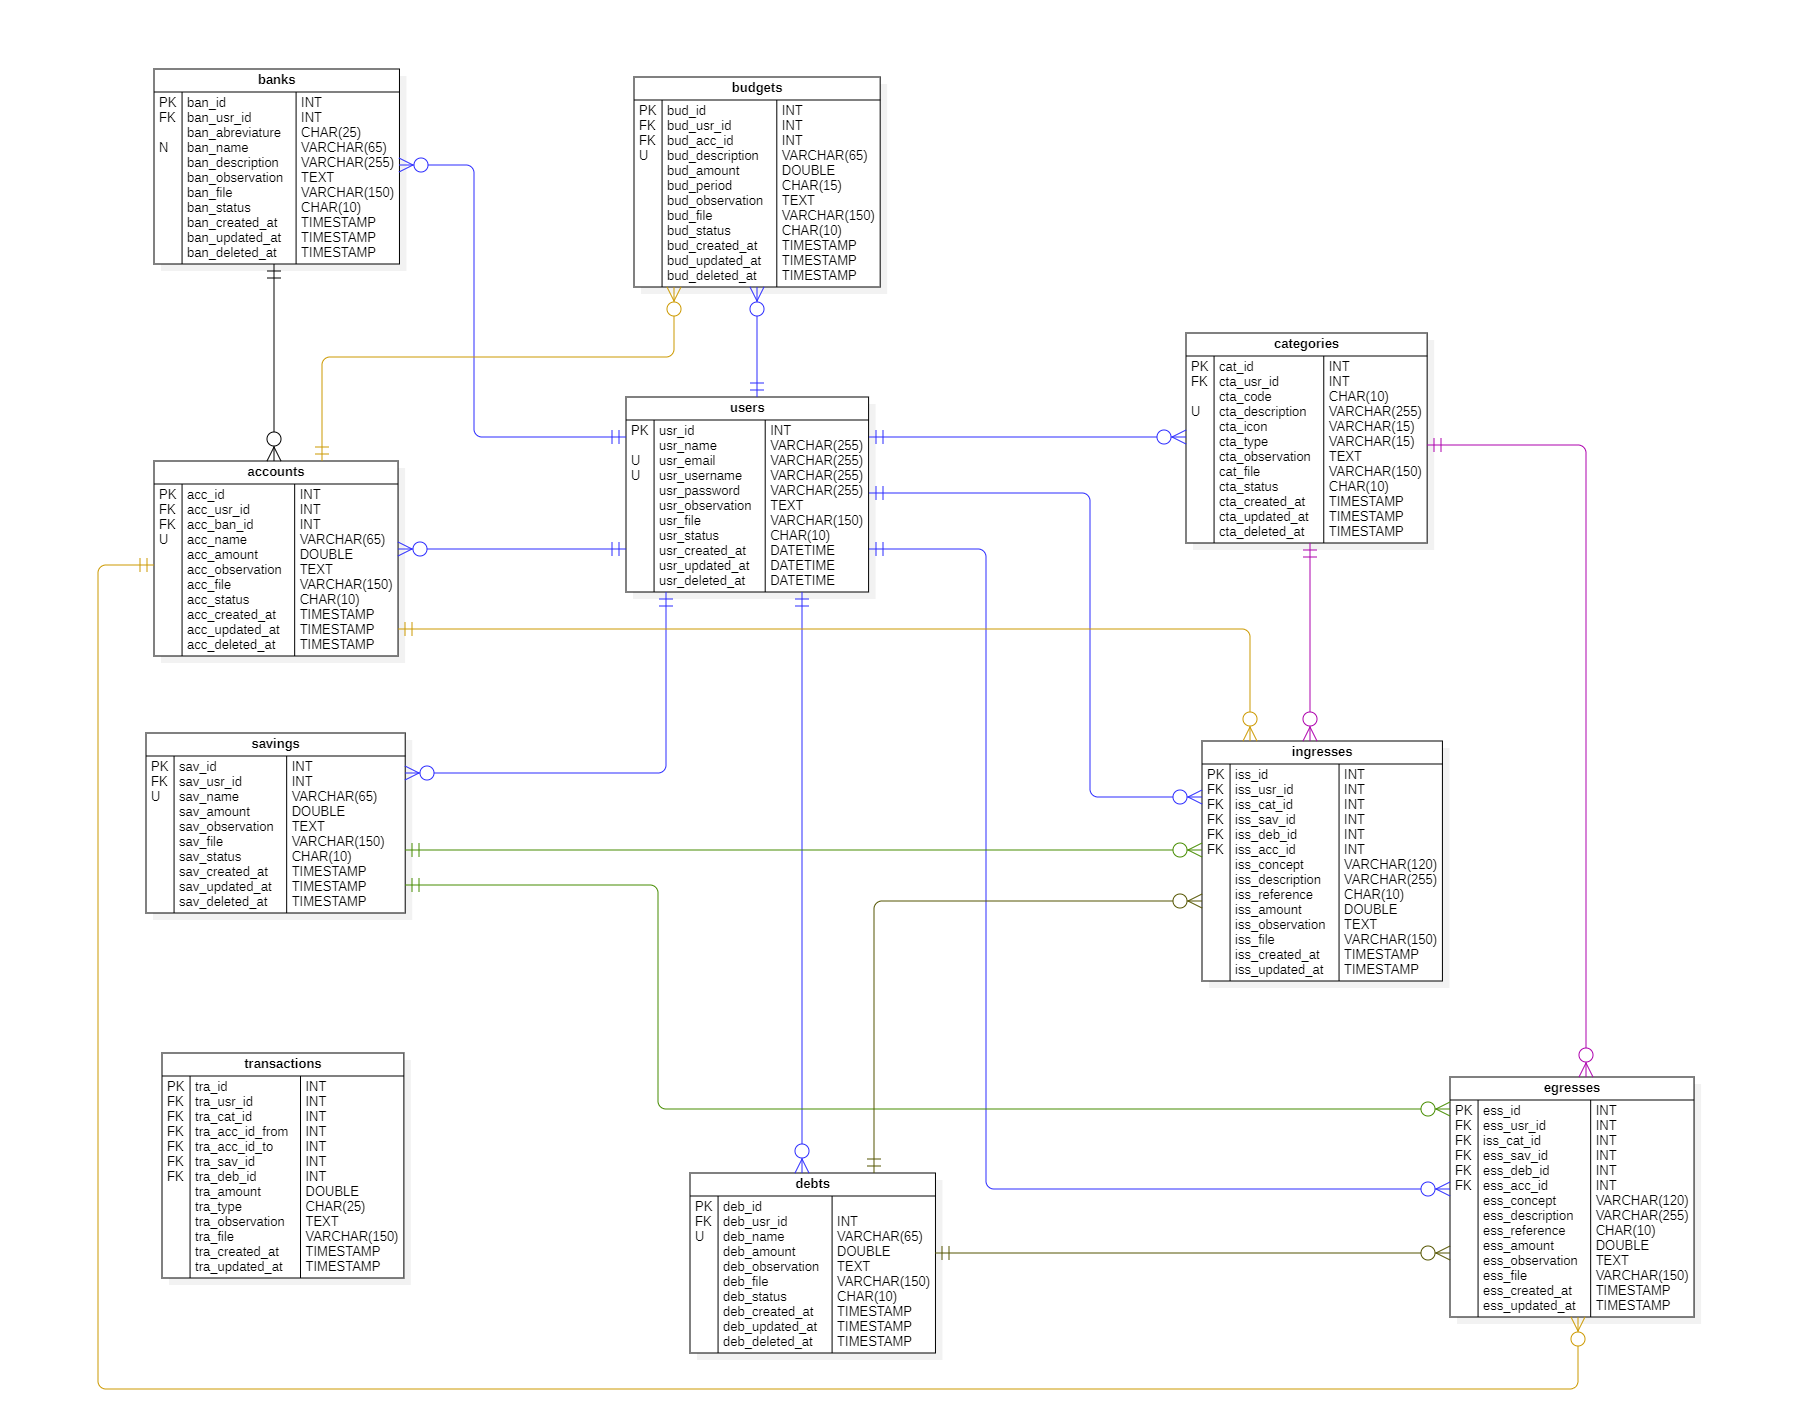 banks
PK ban_id INT
FK ban_usr_id INT
ban_abreviature CHAR(25)
N ban_name VARCHAR(65)
ban_description VARCHAR(255)
ban_observation TEXT
ban_file VARCHAR(150)
ban_status CHAR(10)
ban_created_at TIMESTAMP
ban_updated_at TIMESTAMP
ban_deleted_at TIMESTAMP
budgets
PK bud_id INT
FK bud_usr_id INT
FK bud_acc_id INT
U bud_description VARCHAR(65)
bud_amount DOUBLE
bud_period CHAR(15)
bud_observation TEXT
bud_file VARCHAR(150)
bud_status CHAR(10)
bud_created_at TIMESTAMP
bud_updated_at TIMESTAMP
bud_deleted_at TIMESTAMP
categories
PK cat_id INT
FK cta_usr_id INT
cta_code CHAR(10)
U cta_description VARCHAR(255)
cta_icon VARCHAR(15)
cta_type VARCHAR(15)
cta_observation TEXT
cat_file VARCHAR(150)
cta_status CHAR(10)
cta_created_at TIMESTAMP
cta_updated_at TIMESTAMP
cta_deleted_at TIMESTAMP
users
PK usr_id INT
usr_name VARCHAR(255)
U usr_email VARCHAR(255)
U usr_username VARCHAR(255)
usr_password VARCHAR(255)
usr_observation TEXT
usr_file VARCHAR(150)
usr_status CHAR(10)
usr_created_at DATETIME
usr_updated_at DATETIME
usr_deleted_at DATETIME
accounts
PK acc_id INT
FK acc_usr_id INT
FK acc_ban_id INT
U acc_name VARCHAR(65)
acc_amount DOUBLE
acc_observation TEXT
acc_file VARCHAR(150)
acc_status CHAR(10)
acc_created_at TIMESTAMP
acc_updated_at TIMESTAMP
acc_deleted_at TIMESTAMP
savings
PK sav_id INT
FK sav_usr_id INT
U sav_name VARCHAR(65)
sav_amount DOUBLE
sav_observation TEXT
sav_file VARCHAR(150)
sav_status CHAR(10)
sav_created_at TIMESTAMP
sav_updated_at TIMESTAMP
sav_deleted_at TIMESTAMP
ingresses
PK iss_id INT
FK iss_usr_id INT
FK iss_cat_id INT
FK iss_sav_id INT
FK iss_deb_id INT
FK iss_acc_id INT
iss_concept VARCHAR(120)
iss_description VARCHAR(255)
iss_reference CHAR(10)
iss_amount DOUBLE
iss_observation TEXT
iss_file VARCHAR(150)
iss_created_at TIMESTAMP
iss_updated_at TIMESTAMP
transactions
PK tra_id INT
FK tra_usr_id INT
FK tra_cat_id INT
FK tra_acc_id_from INT
FK tra_acc_id_to INT
FK tra_sav_id INT
FK tra_deb_id INT
tra_amount DOUBLE
tra_type CHAR(25)
tra_observation TEXT
tra_file VARCHAR(150)
tra_created_at TIMESTAMP
tra_updated_at TIMESTAMP
egresses
PK ess_id INT
FK ess_usr_id INT
FK iss_cat_id INT
FK ess_sav_id INT
FK ess_deb_id INT
FK ess_acc_id INT
ess_concept VARCHAR(120)
ess_description VARCHAR(255)
ess_reference CHAR(10)
ess_amount DOUBLE
ess_observation TEXT
ess_file VARCHAR(150)
ess_created_at TIMESTAMP
ess_updated_at TIMESTAMP
debts
PK deb_id
FK deb_usr_id INT
U deb_name VARCHAR(65)
deb_amount DOUBLE
deb_observation TEXT
deb_file VARCHAR(150)
deb_status CHAR(10)
deb_created_at TIMESTAMP
deb_updated_at TIMESTAMP
deb_deleted_at TIMESTAMP